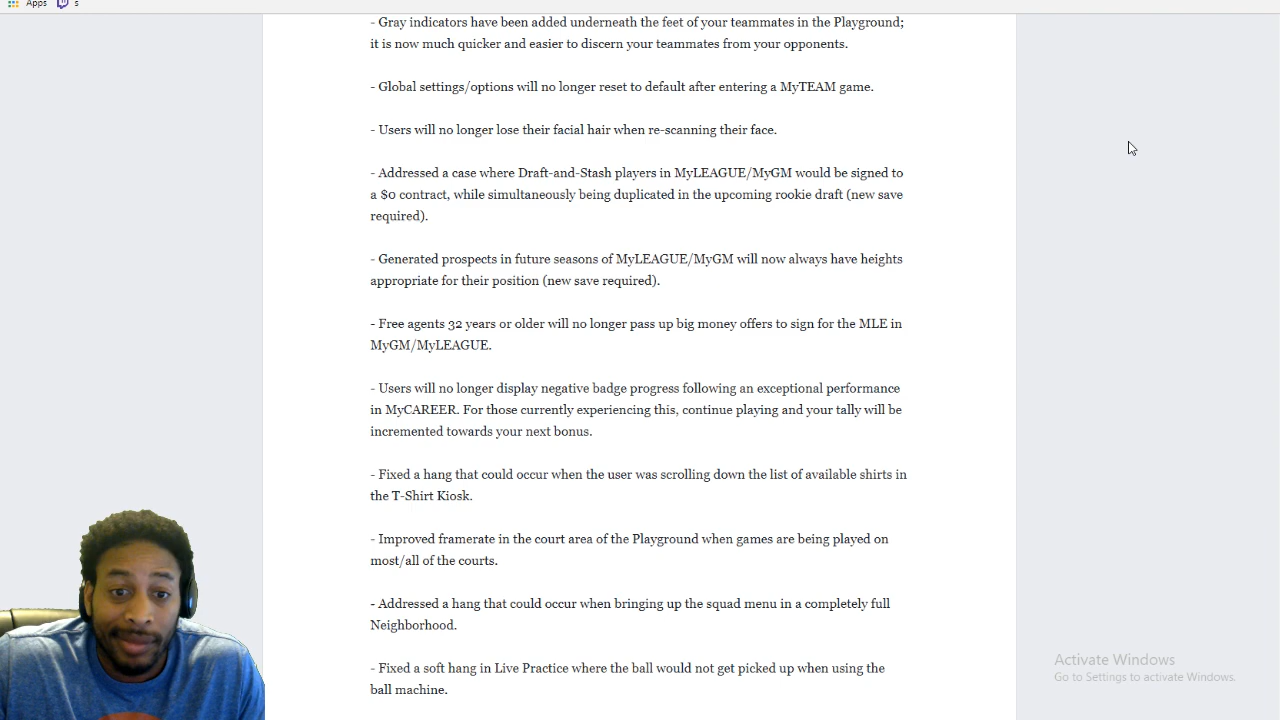 Apps
s
- Gray indicators have been added underneath the feet of your teammates in the Playground;
it is now much quicker and easier to discern your teammates from your opponents.
- Global settings/options will no longer reset to default after entering a MyTEAM game.
- Users will no longer lose their facial hair when re-scanning their face.
- Addressed a case where Draft-and-Stash players in MyLEAGUE/MyGM would be signed to
a $0 contract, while simultaneously being duplicated in the upcoming rookie draft (new save
required).
- Generated prospects in future seasons of MyLEAGUE/MyGM will now always have heights
appropriate for their position (new save required).
- Free agents 32 years or older will no longer pass up big money offers to sign for the MLE in
MyGM/MyLEAGUE.
- Users will no longer display negative badge progress following an exceptional performance
in MyCAREER. For those currently experiencing this, continue playing and your tally will be
incremented towards your next bonus.
- Fixed a hang that could occur when the user was scrolling down the list of available shirts in
the T-Shirt Kiosk.
- Improved framerate in the court area of the Playground when games are being played on
most/all of the courts.
- Addressed a hang that could occur when bringing up the squad menu in a completely full
Neighborhood.
- Fixed a soft hang in Live Practice where the ball would not get picked up when using the
ball machine.
Activate Windows
Go to Settings to activate Windows.